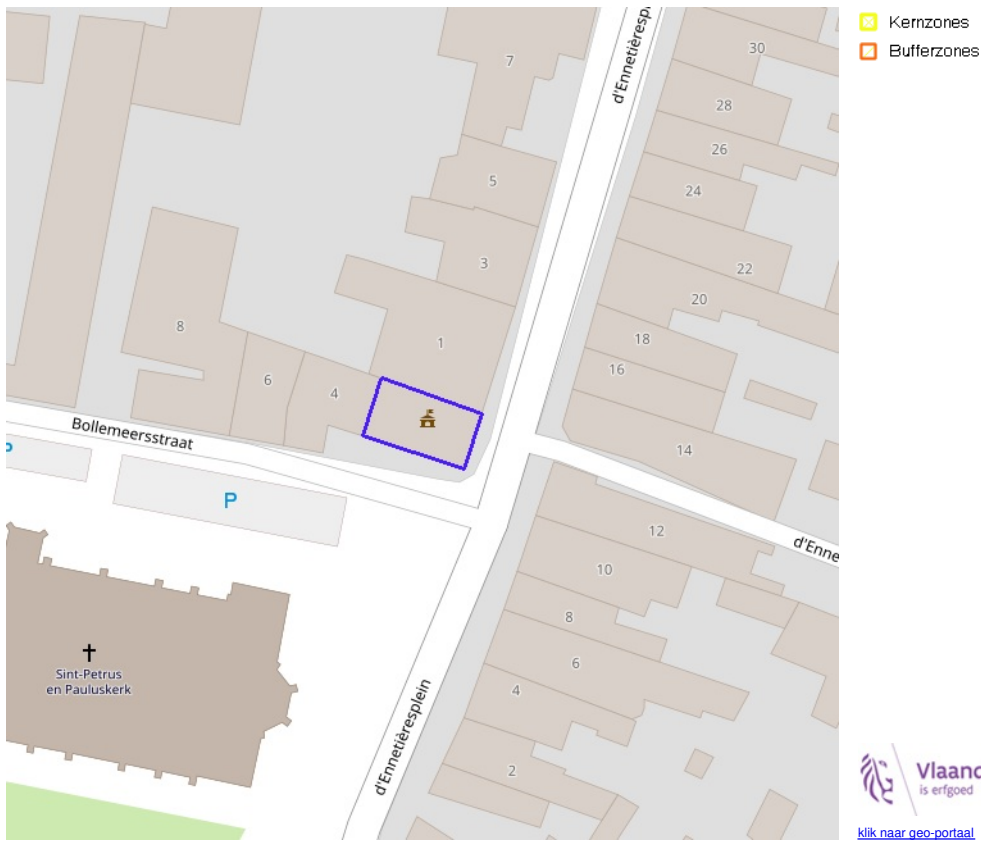 Kernzones
Bufferzones
7
d'Ennetièrespl
30
28
26
24
5
3
22
20
1
18
16
8
6
4
Bollemeersstraat
P
P
14
12
d'Enne
10
8
6
4
2
Sint-Petrus
en Pauluskerk
d'Ennetièresplein
Vlaand
is erfgoed
klik naar geo-portaal